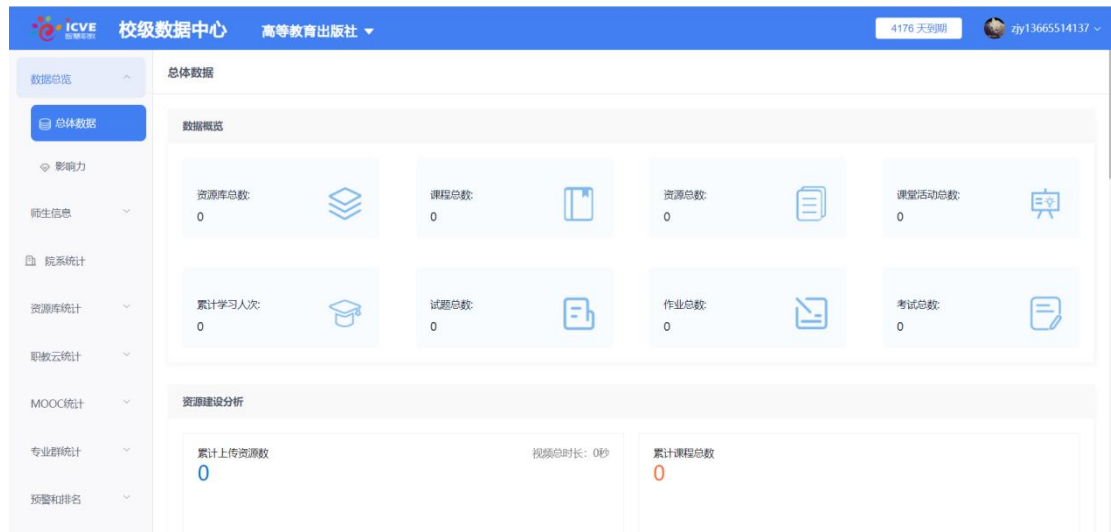 icve 校级数据中心 高等教育出版社 4176 天到期 zjy13665514137
智慧职教
数据总览 总体数据
总体数据 数据概览
影响力
资源库总数: 课程总数: 资源总数: 课堂活动总数:
师生信息 0 0 0 0
院系统计
资源库统计 累计学习人次: 试题总数: 作业总数: 考试总数:
0 0 0 0
职教云统计
MOOC统计 资源建设分析
专业群统计 累计上传资源数 视频总时长: 0秒 累计课程总数
0 0
预警和排名